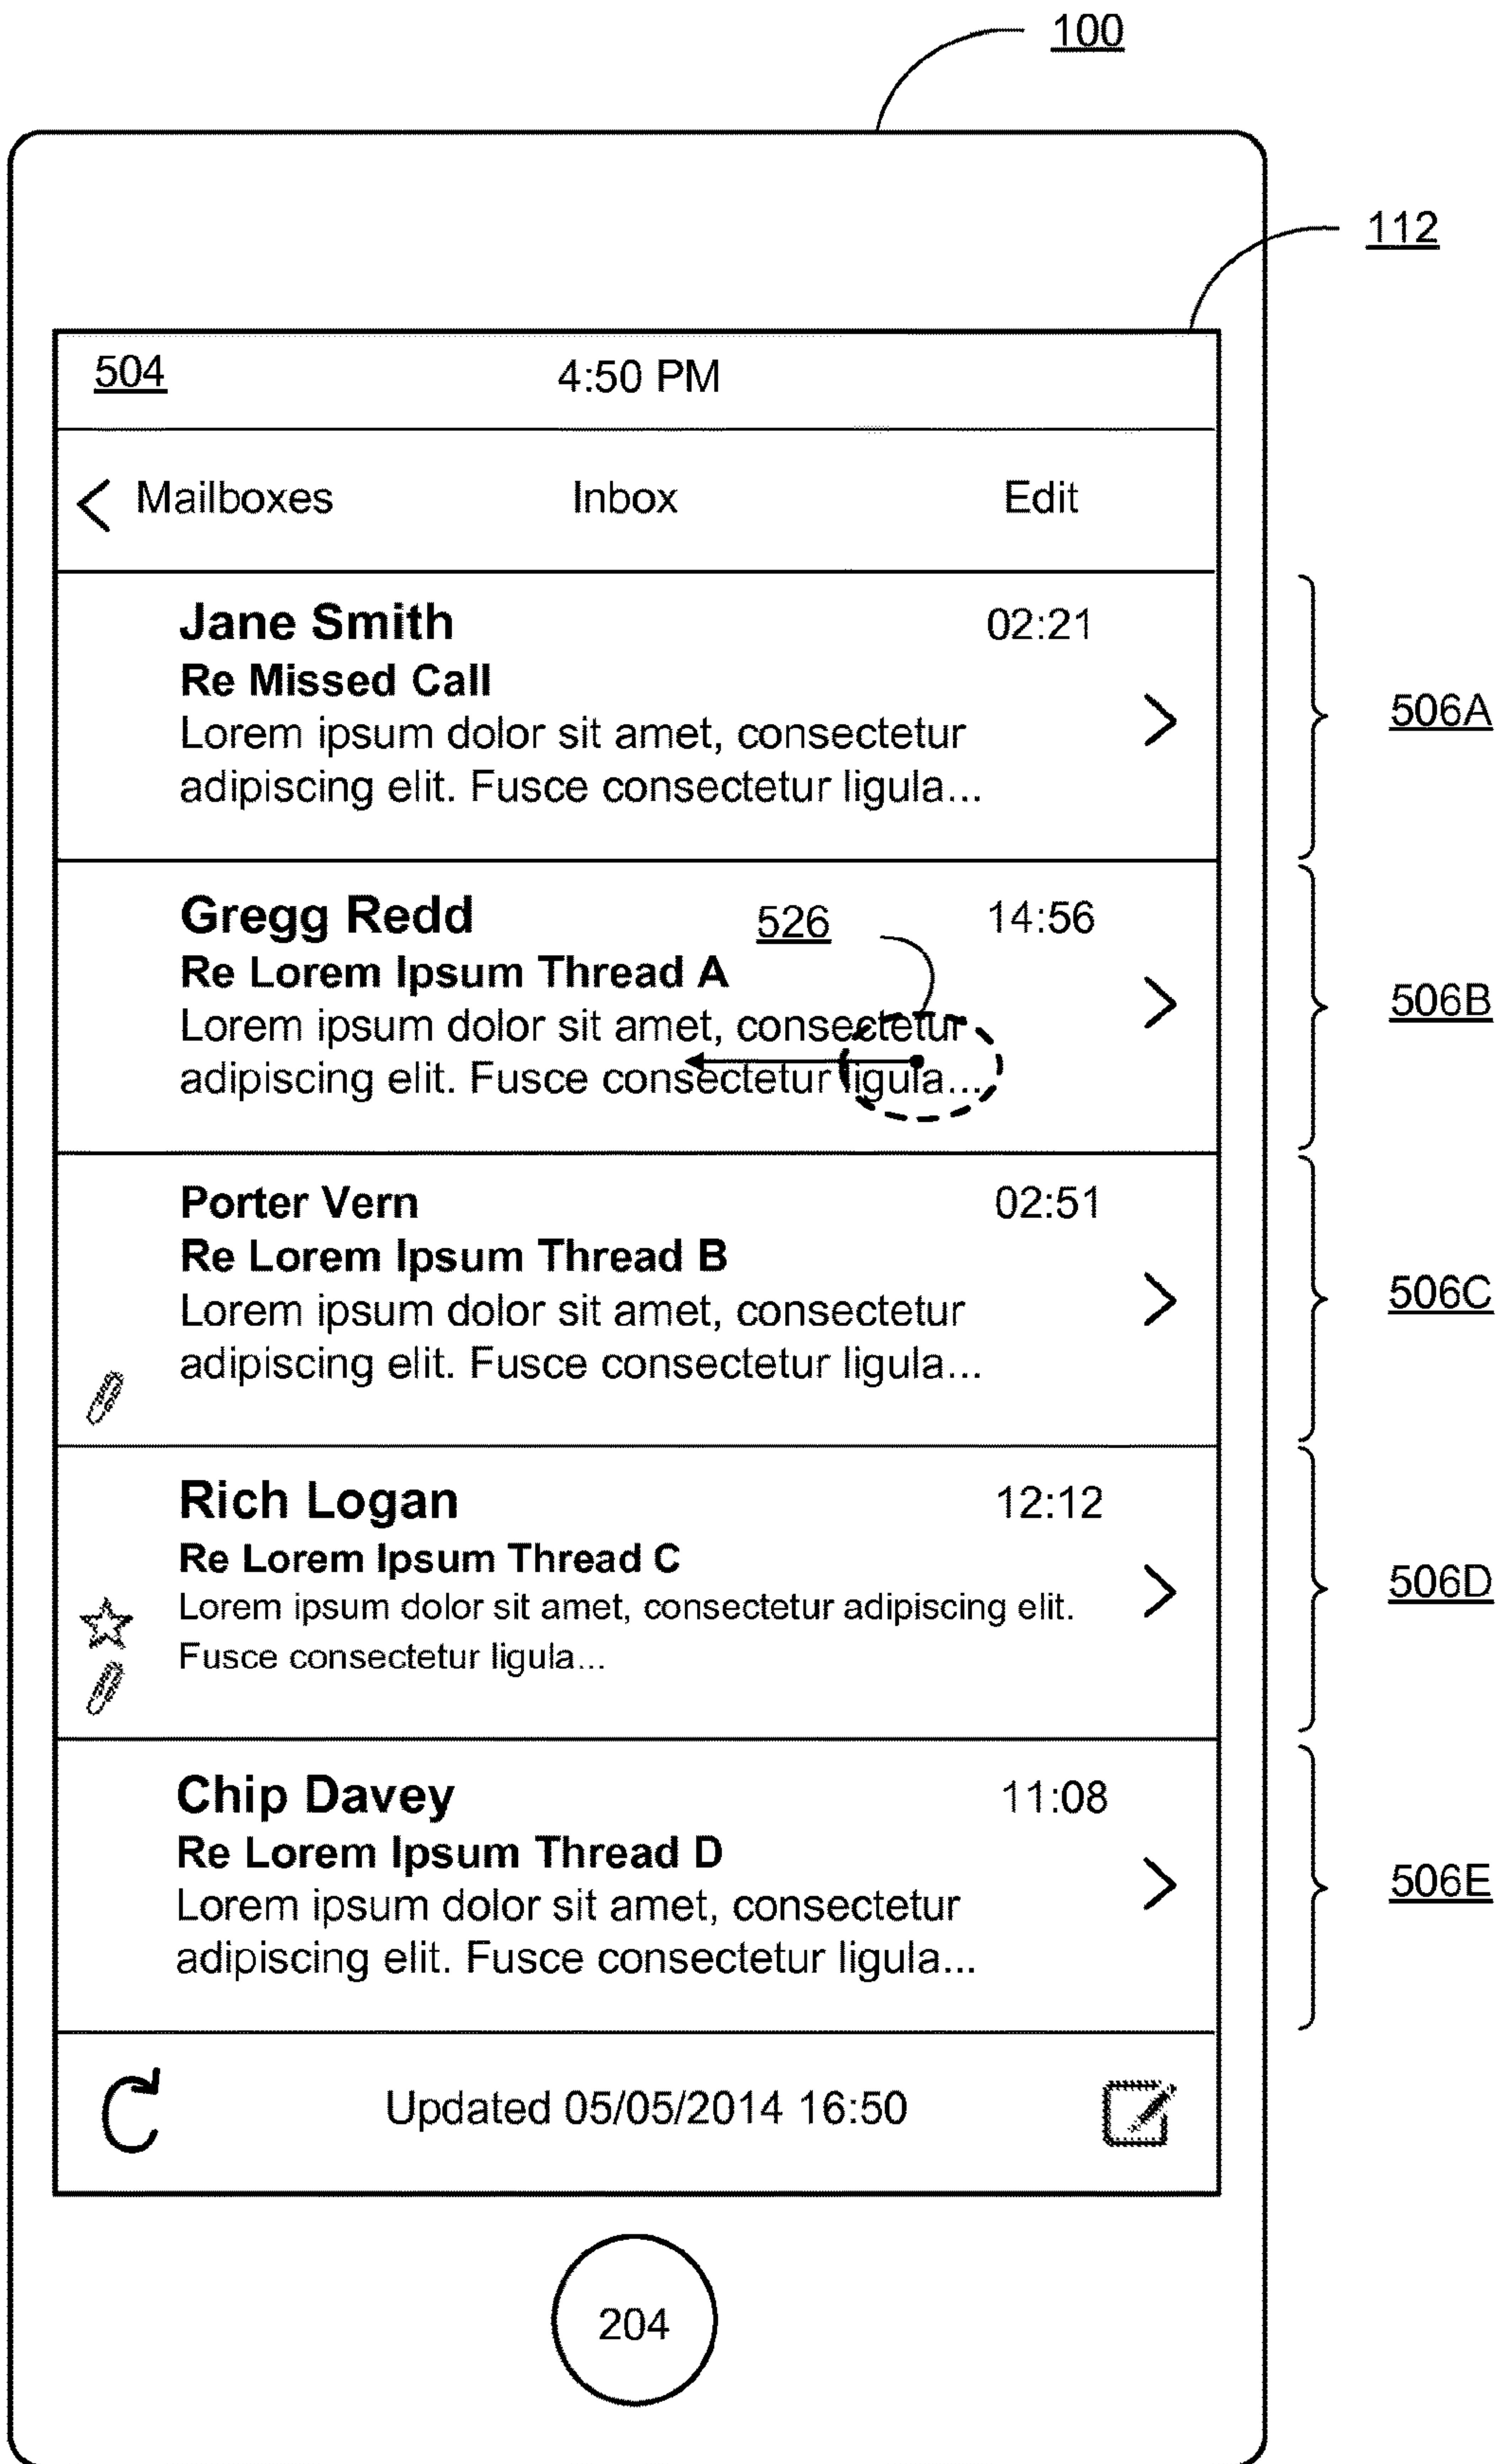 100
112
504 4:50 PM
< Mailboxes Inbox Edit
Jane Smith 02:21
Re Missed Call
Lorem ipsum dolor sit amet, consectetur
adipiscing elit. Fusce consectetur ligula...
506A
Gregg Redd 526 14:56
Re Lorem Ipsum Thread A
Lorem ipsum dolor sit amet, consectetur
adipiscing elit. Fusce consectetur ligula...
506B
Porter Vern 02:51
Re Lorem Ipsum Thread B
Lorem ipsum dolor sit amet, consectetur
adipiscing elit. Fusce consectetur ligula...
506C
Rich Logan 12:12
Re Lorem Ipsum Thread C
Lorem ipsum dolor sit amet, consectetur adipiscing elit.
Fusce consectetur ligula...
506D
Chip Davey 11:08
Re Lorem Ipsum Thread D
Lorem ipsum dolor sit amet, consectetur
adipiscing elit. Fusce consectetur ligula...
506E
Updated 05/05/2014 16:50
204